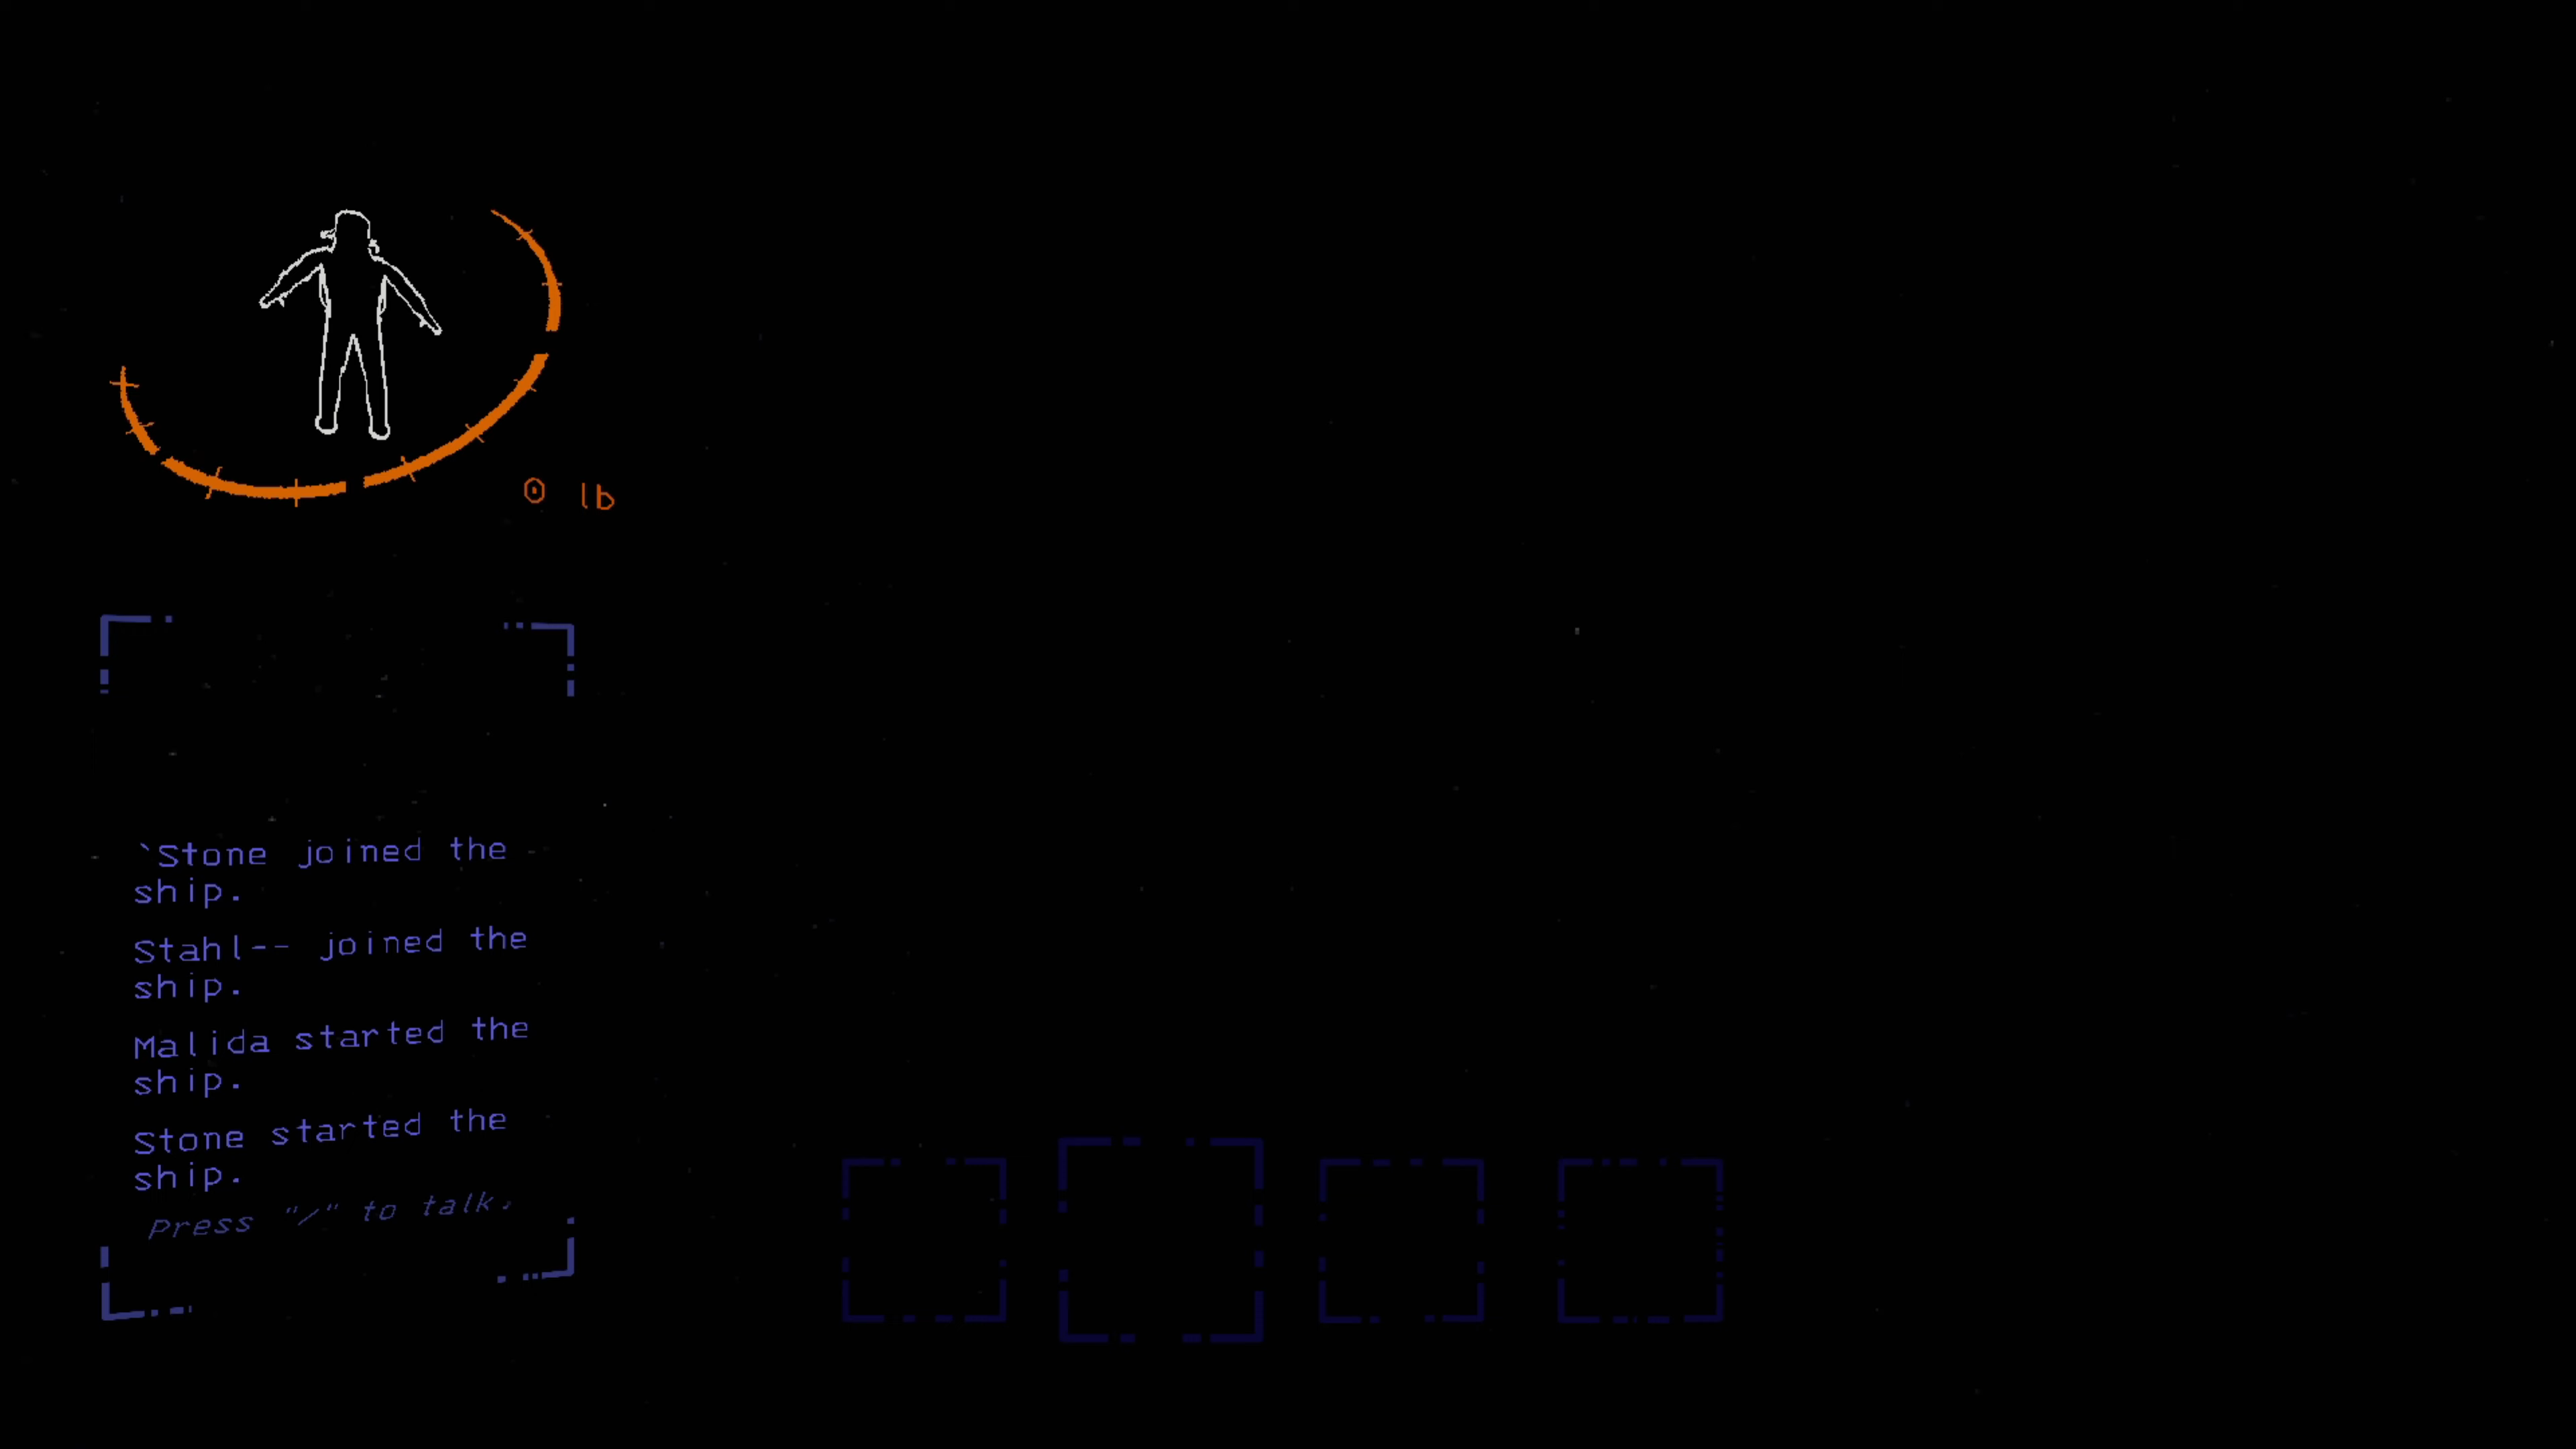 0 lb
`Stone joined the
ship.
Stahl-- joined the
ship.
Malida started the
ship.
Stone started the
ship.
Press "/" to talk.